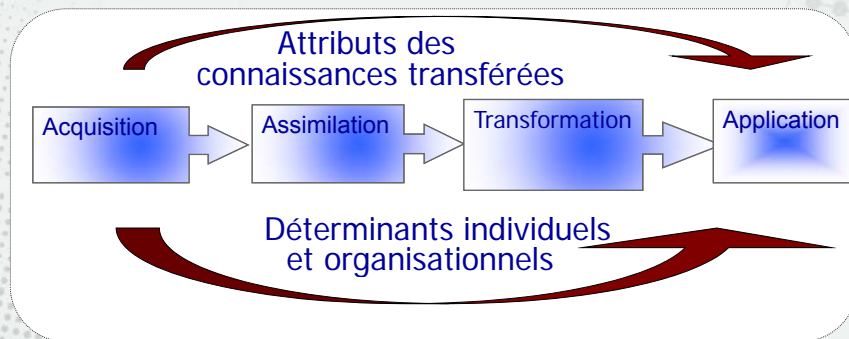 Attributs des
connaissances transférées
Acquisition
Assimilation
Transformation
Application
Déterminants individuels
et organisationnels